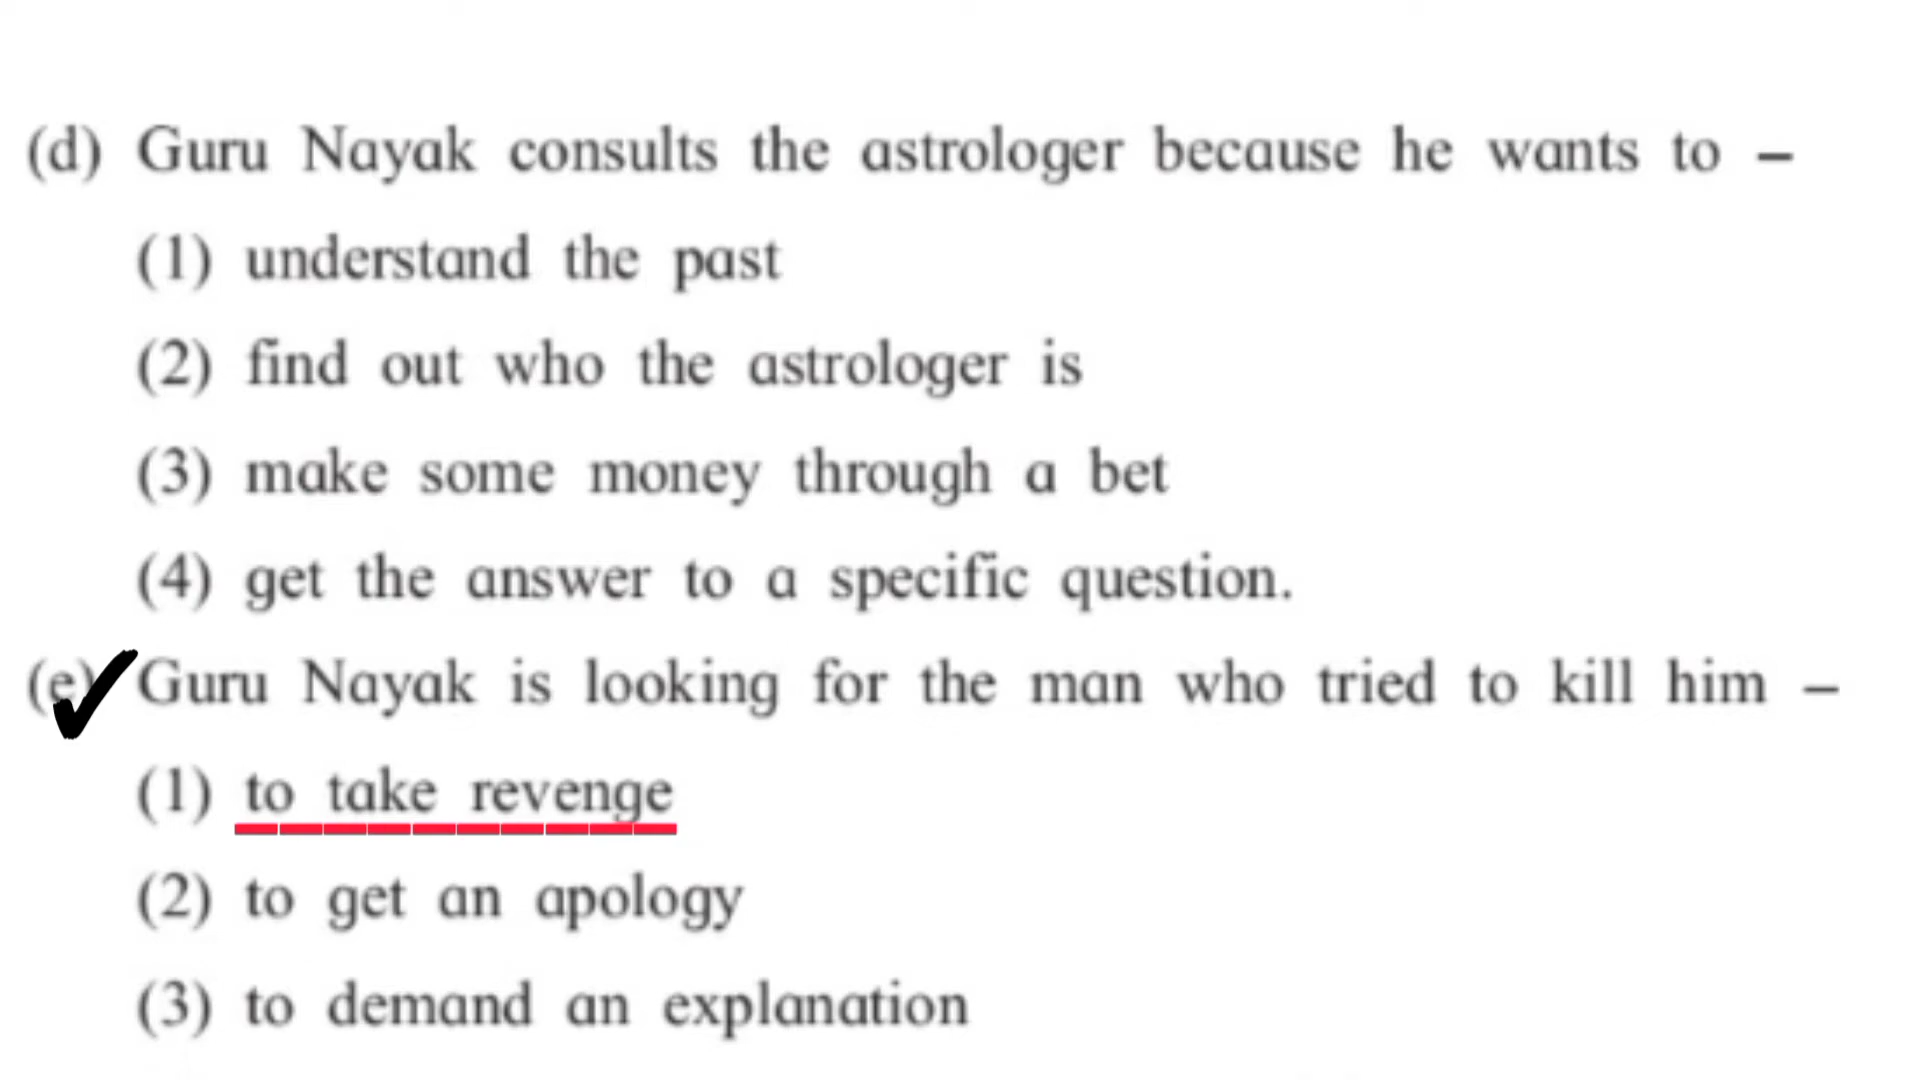 (d) Guru Nayak consults the astrologer because he wants to –
(1) understand the past
(2) find out who the astrologer is
(3) make some money through a bet
(4) get the answer to a specific question.
(e) Guru Nayak is looking for the man who tried to kill him –
(1) to take revenge
(2) to get an apology
(3) to demand an explanation